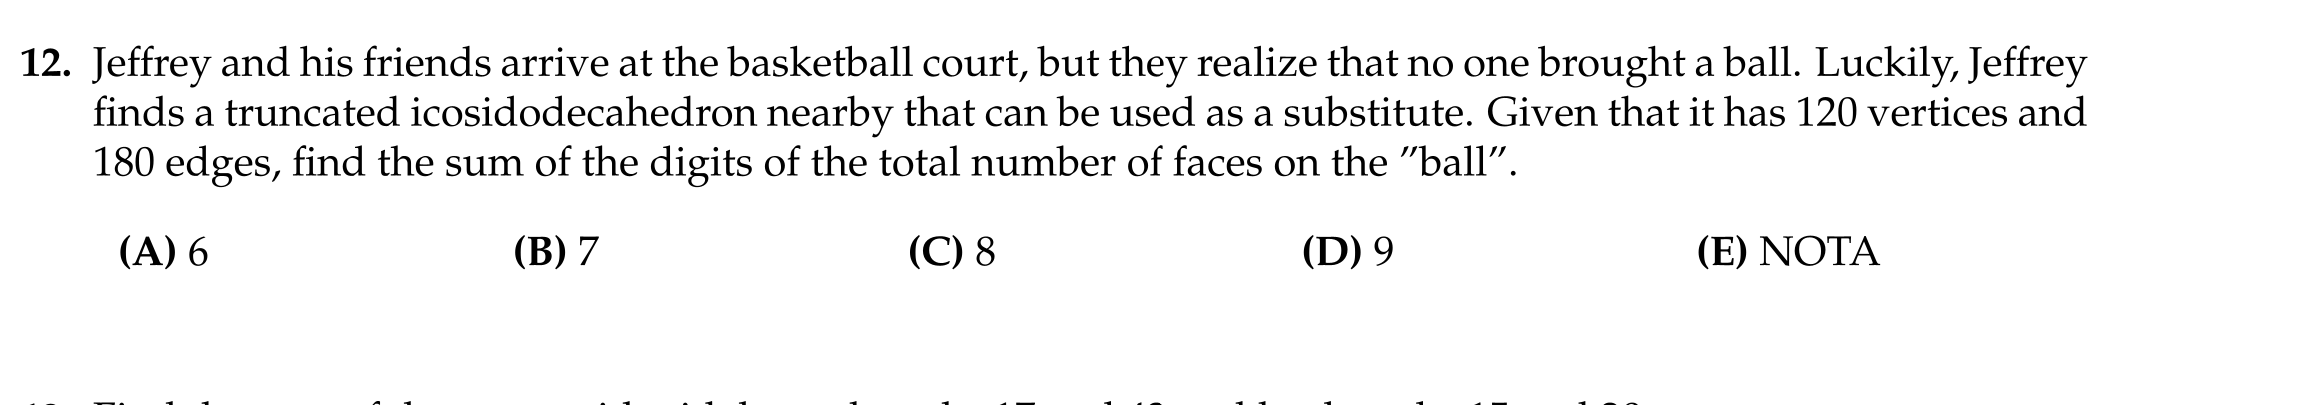 12. Jeffrey and his friends arrive at the basketball court, but they realize that no one brought a ball. Luckily, Jeffrey
finds a truncated icosidodecahedron nearby that can be used as a substitute. Given that it has 120 vertices and
180 edges, find the sum of the digits of the total number of faces on the ”ball”.
(A) 6 (B) 7 (C) 8 (D) 9 (E) NOTA